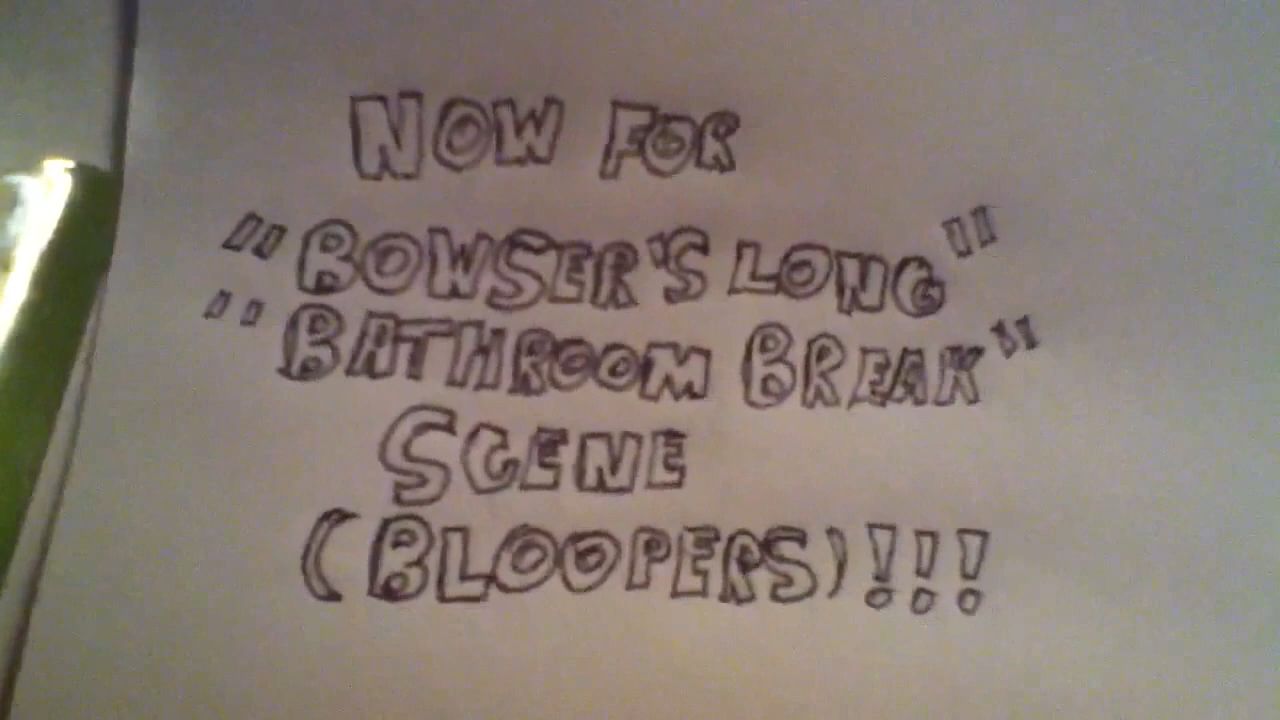 NOW FOR
"BOWSER'S LONG"
"BATHROOM BREAK"
SCENE
(BLOOPERS)!!!